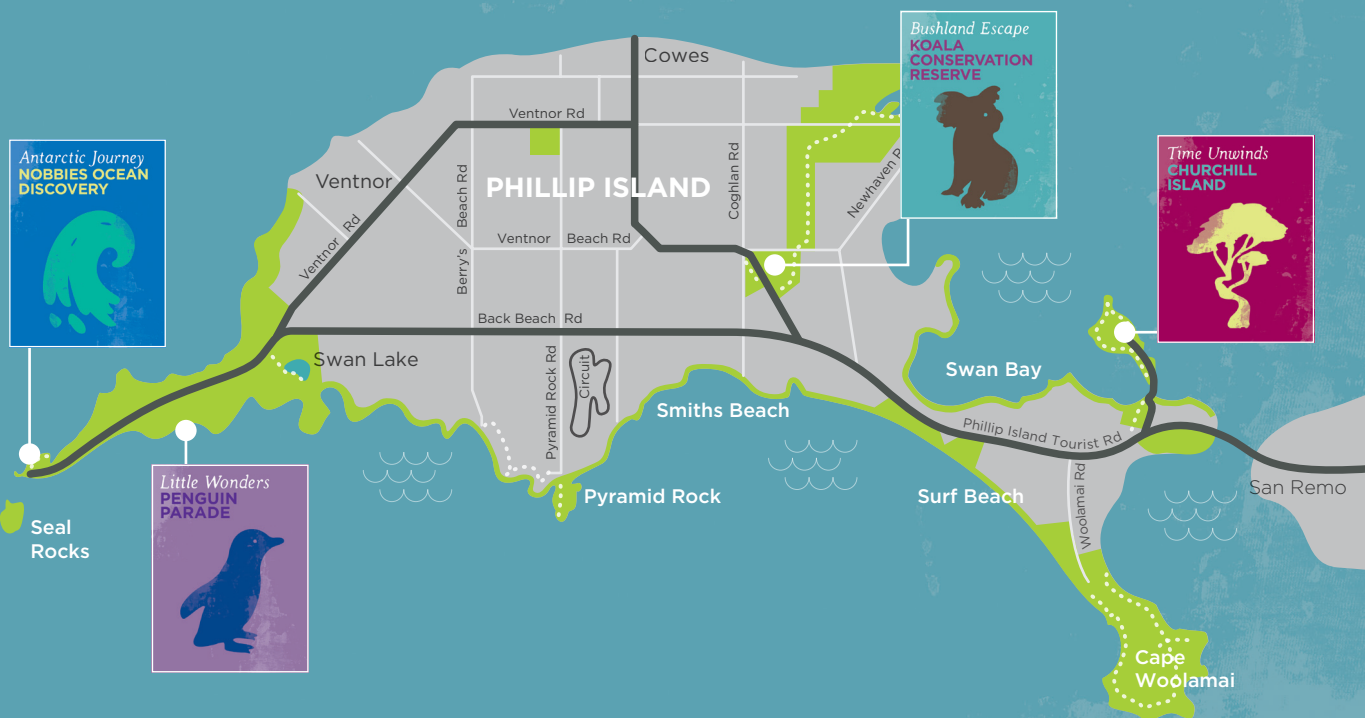 Bushland Escape
KOALA
CONSERVATION
RESERVE
Cowes
Ventnor Rd
Antarctic Journey
NOBBIES OCEAN
DISCOVERY
Time Unwinds
CHURCHILL
ISLAND
Ventnor
PHILLIP ISLAND
Beach Rd
Berry's
Coghlan Rd
Newhaven
Ventnor Rd
Ventnor Beach Rd
Back Beach Rd
Swan Lake
Pyramid Rock Rd
Circuit
Swan Bay
Smiths Beach
Phillip Island Tourist Rd
Little Wonders
PENGUIN
PARADE
Pyramid Rock
Surf Beach
Woolamai Rd
San Remo
Seal
Rocks
Cape
Woolamai